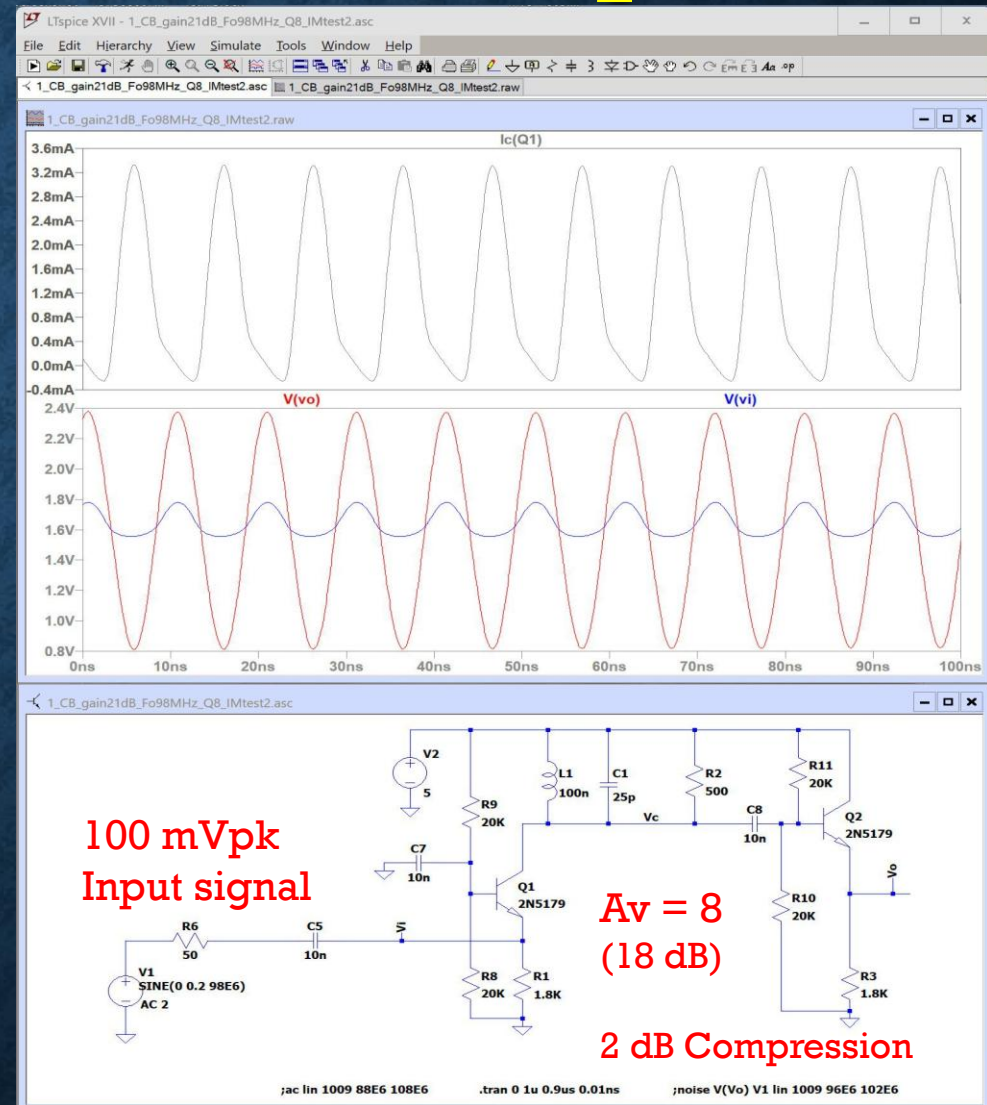 LTspice XVII - 1_CB_gain21dB_Fo98MHz_Q8_IMtest2.asc
File Edit Hierarchy View Simulate Tools Window Help
1_CB_gain21dB_Fo98MHz_Q8_IMtest2.asc 1_CB_gain21dB_Fo98MHz_Q8_IMtest2.raw
1_CB_gain21dB_Fo98MHz_Q8_IMtest2.raw
Ic(Q1)
3.6mA
3.2mA
2.8mA
2.4mA
2.0mA
1.6mA
1.2mA
0.8mA
0.4mA
0.0mA
-0.4mA
V(vo) V(vi)
2.4V
2.2V
2.0V
1.8V
1.6V
1.4V
1.2V
1.0V
0.8V
0ns 10ns 20ns 30ns 40ns 50ns 60ns 70ns 80ns 90ns 100ns
1_CB_gain21dB_Fo98MHz_Q8_IMtest2.asc
V2
5
R9
20K
L1
100n
C1
25p
R2
500
R11
20K
Vc
C8
10n
Q2
2N5179
C7
10n
Q1
2N5179
100 mVpk
Input signal
Av = 8
(18 dB)
R10
20K
Vo
R6
50
C5
10n
Vi
V1
SINE(0 0.2 98E6)
AC 2
R8
20K
R1
1.8K
R3
1.8K
2 dB Compression
;ac lin 1009 88E6 108E6 .tran 0 1u 0.9us 0.01ns ;noise V(Vo) V1 lin 1009 96E6 102E6